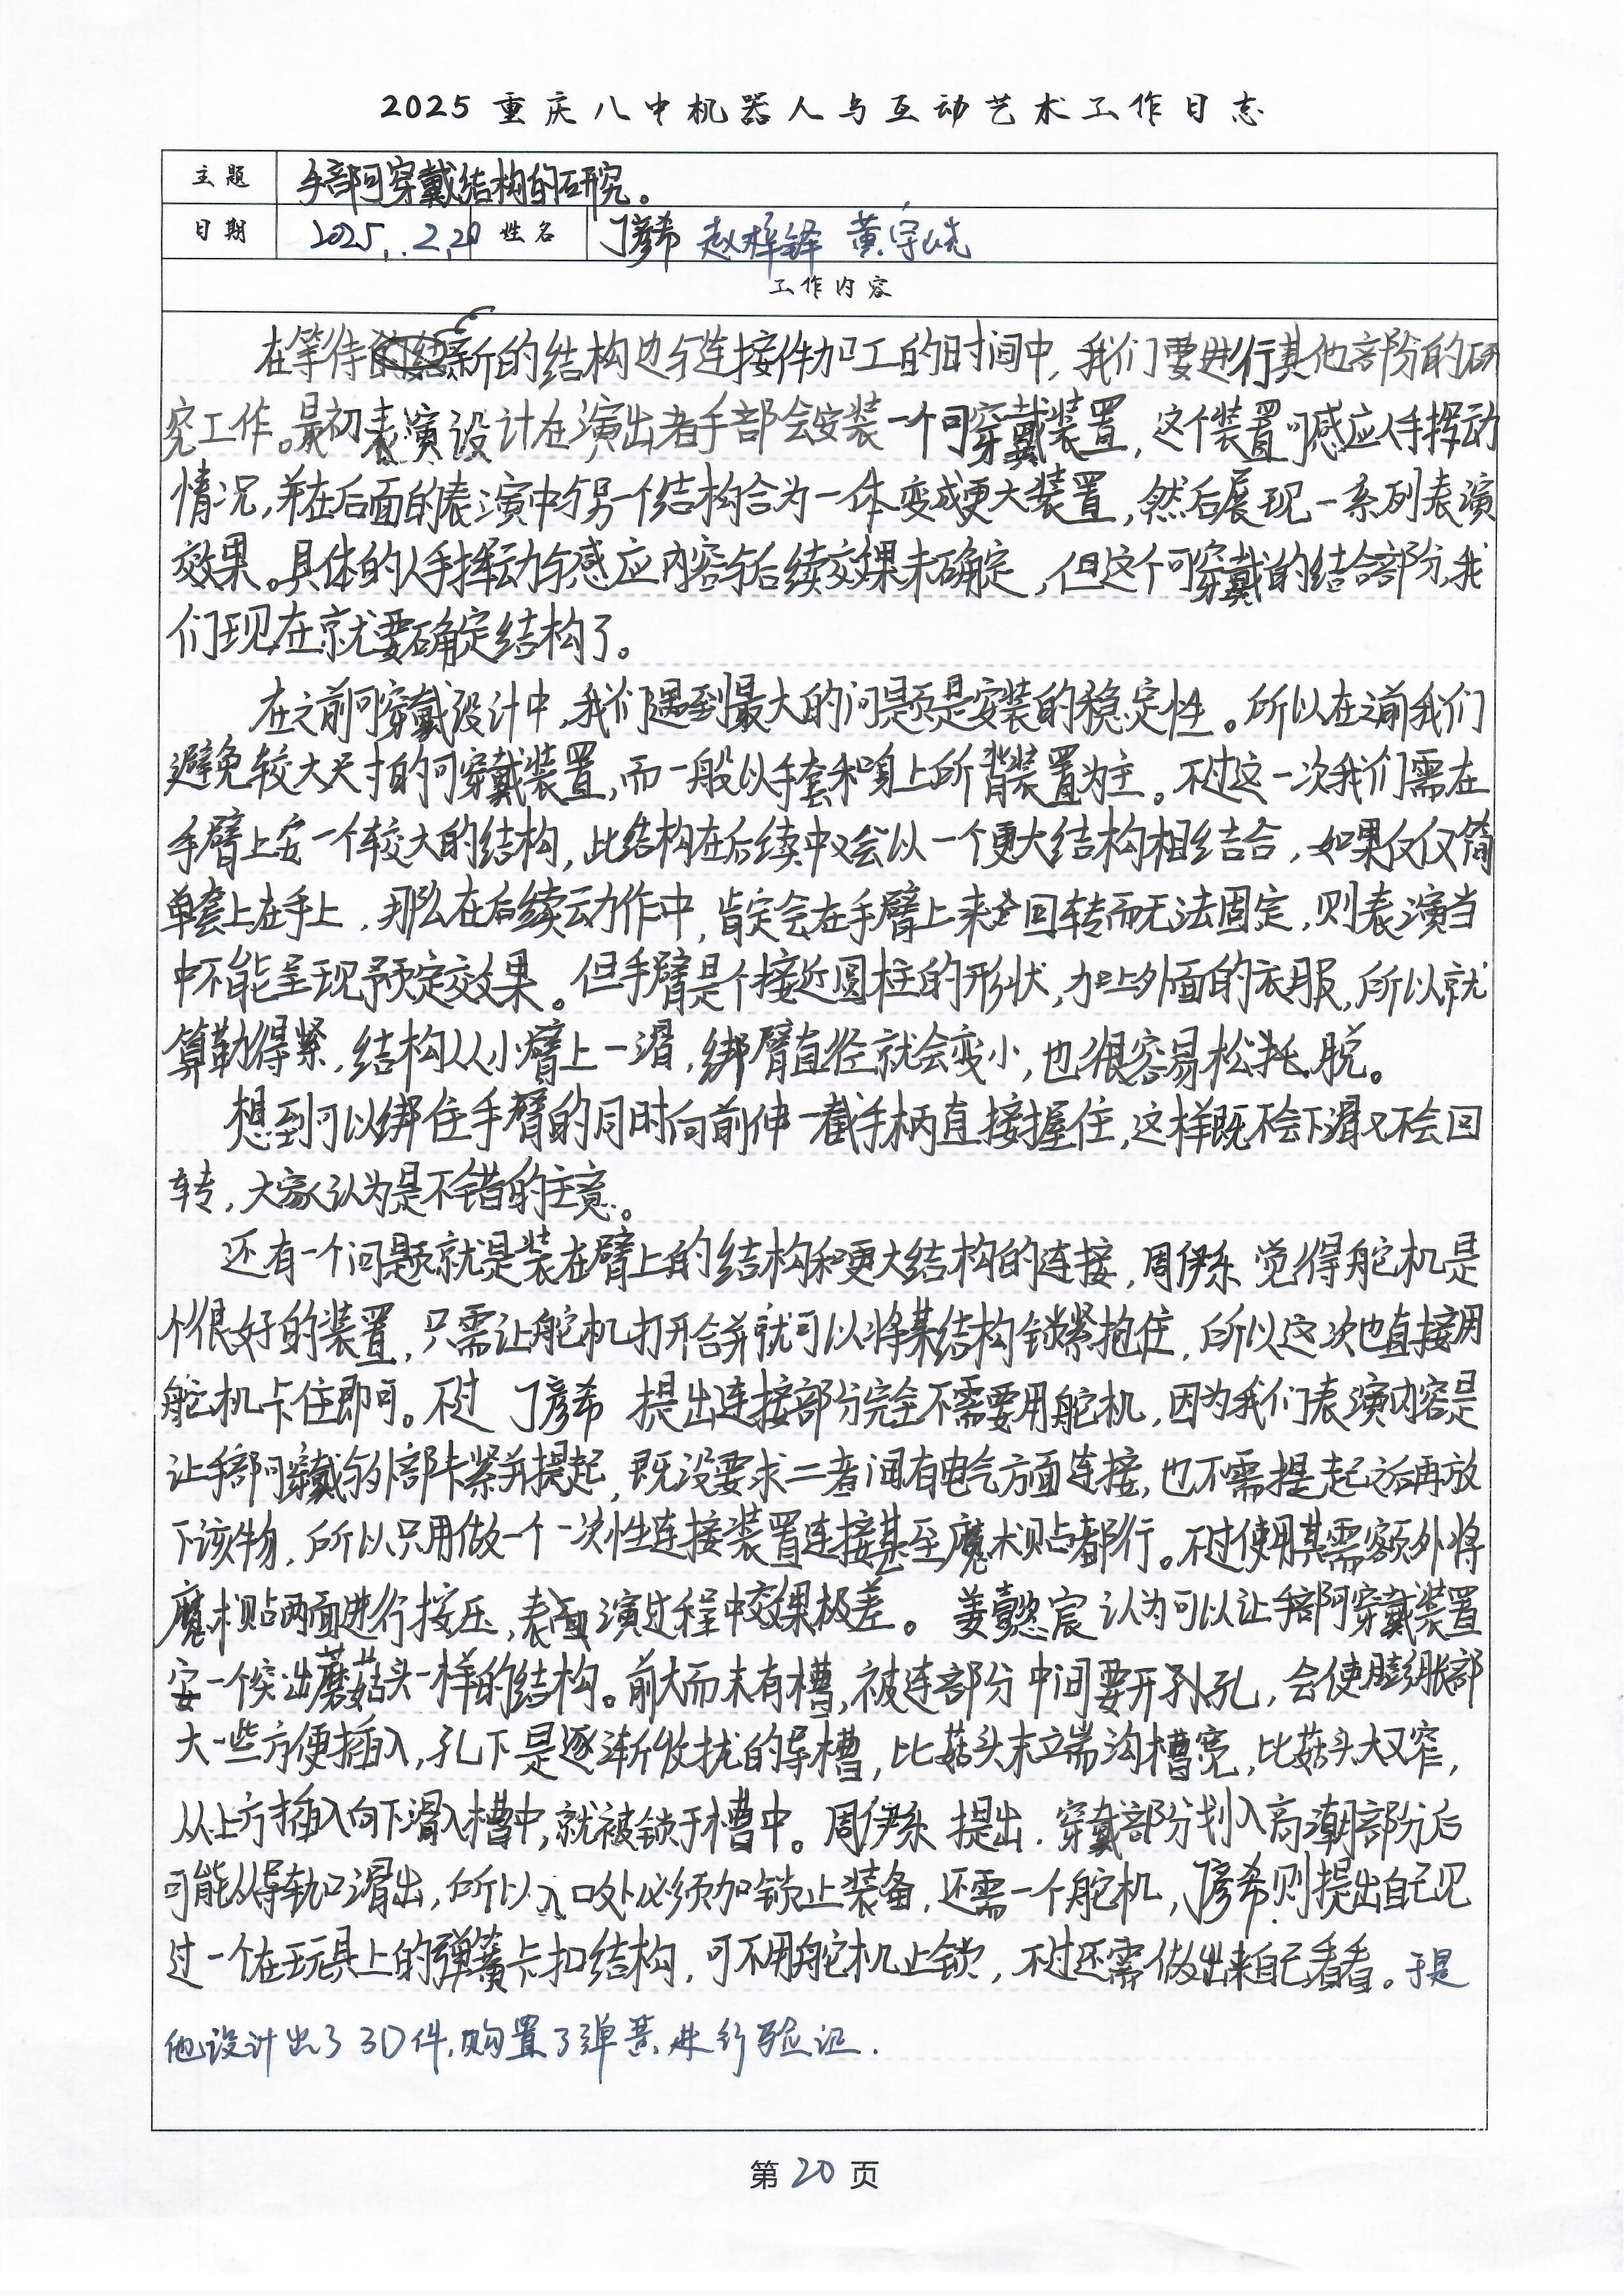 2025重庆八中机器人与互动艺术工作日志
主题 手部可穿戴结构的研究。
日期 2025..2.20 姓名 丁彦希 赵梓铎 黄宇晓
工作内容
在等待新的结构边与连接件加工的时间中,我们要进行其他部份的研
究工作。最初表演设计在演出者手部会安装一个可穿戴装置,这个装置可感应人手挥动
情况,并在后面的表演中与另一个结构合为一体变成更大装置,然后展现一系列表演
效果。具体的人手挥动与感应内容与后续效果未确定,但这个可穿戴的结合部分,我
们现在就要确定结构了。
在之前可穿戴设计中,我们遇到最大的问题是安装的稳定性。所以在之前我们
避免较大尺寸的可穿戴装置,而一般以手套和身上所背装置为主。不过这一次我们需在
手臂上安一个较大的结构,此结构在后续中又会以一个更大结构相结合,如果仅仅简
单套上在手上,那么在后续动作中,肯定会在手臂上来回转而无法固定,则表演当
中不能呈现预定效果。但手臂是个接近圆柱的形状,加上外面的衣服,所以就
算勒得紧,结构从小臂上一滑,绑臂直径就会变小,也很容易松托脱。
想到可以绑住手臂的同时向前伸一截手柄直接握住,这样既不会下滑又不会回
转,大家认为是不错的主意。
还有一个问题就是装在臂上的结构和更大结构的连接,周伊乐觉得舵机是
个很好的装置,只需让舵机打开合并就可以将某结构锁紧抱住,所以这次也直接用
舵机卡住即可。不过 丁彦希 提出连接部分完全不需要用舵机,因为我们表演内容是
让手部可穿戴与外部卡紧并提起,既没要求二者间有电气方面连接,也不需提起之后再放
下该物,所以只用做一个一次性连接装置连接甚至魔术贴都行。不过使用其需额外将
魔术贴两面进行按压,表演过程中效果极差。姜懿宸认为可以让手部可穿戴装置
安一个突出蘑菇头一样的结构。前大而末有槽,被连部分中间要开孔,会使膨胀部
大一些方便插入,孔下是逐渐收拢的导槽,比菇头末端沟槽宽,比菇头大又窄,
从上方插入向下滑入槽中,就被锁于槽中。周伊乐 提出.穿戴部分划入高潮部分后
可能从导轨口滑出,所以入口处必须加锁止装备,还需一个舵机,丁彦希则提出自己见
过一个在玩具上的弹簧卡扣结构,可不用舵机止锁,不过还需做出来自己看看。于是
他设计出了3D件,购置了弹簧进行验证.
第20页